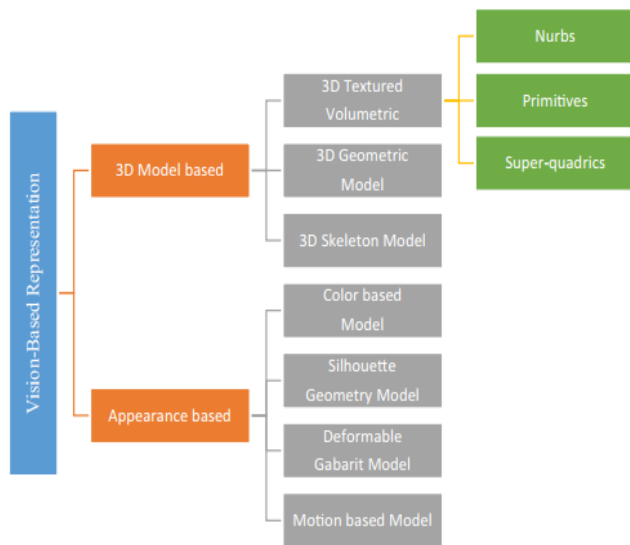 Vision-Based Representation
3D Model based
3D Textured
Volumetric
Nurbs
Primitives
Super-quadrics
3D Geometric
Model
3D Skeleton Model
Appearance based
Color based
Model
Silhouette
Geometry Model
Deformable
Gabarit Model
Motion based Model